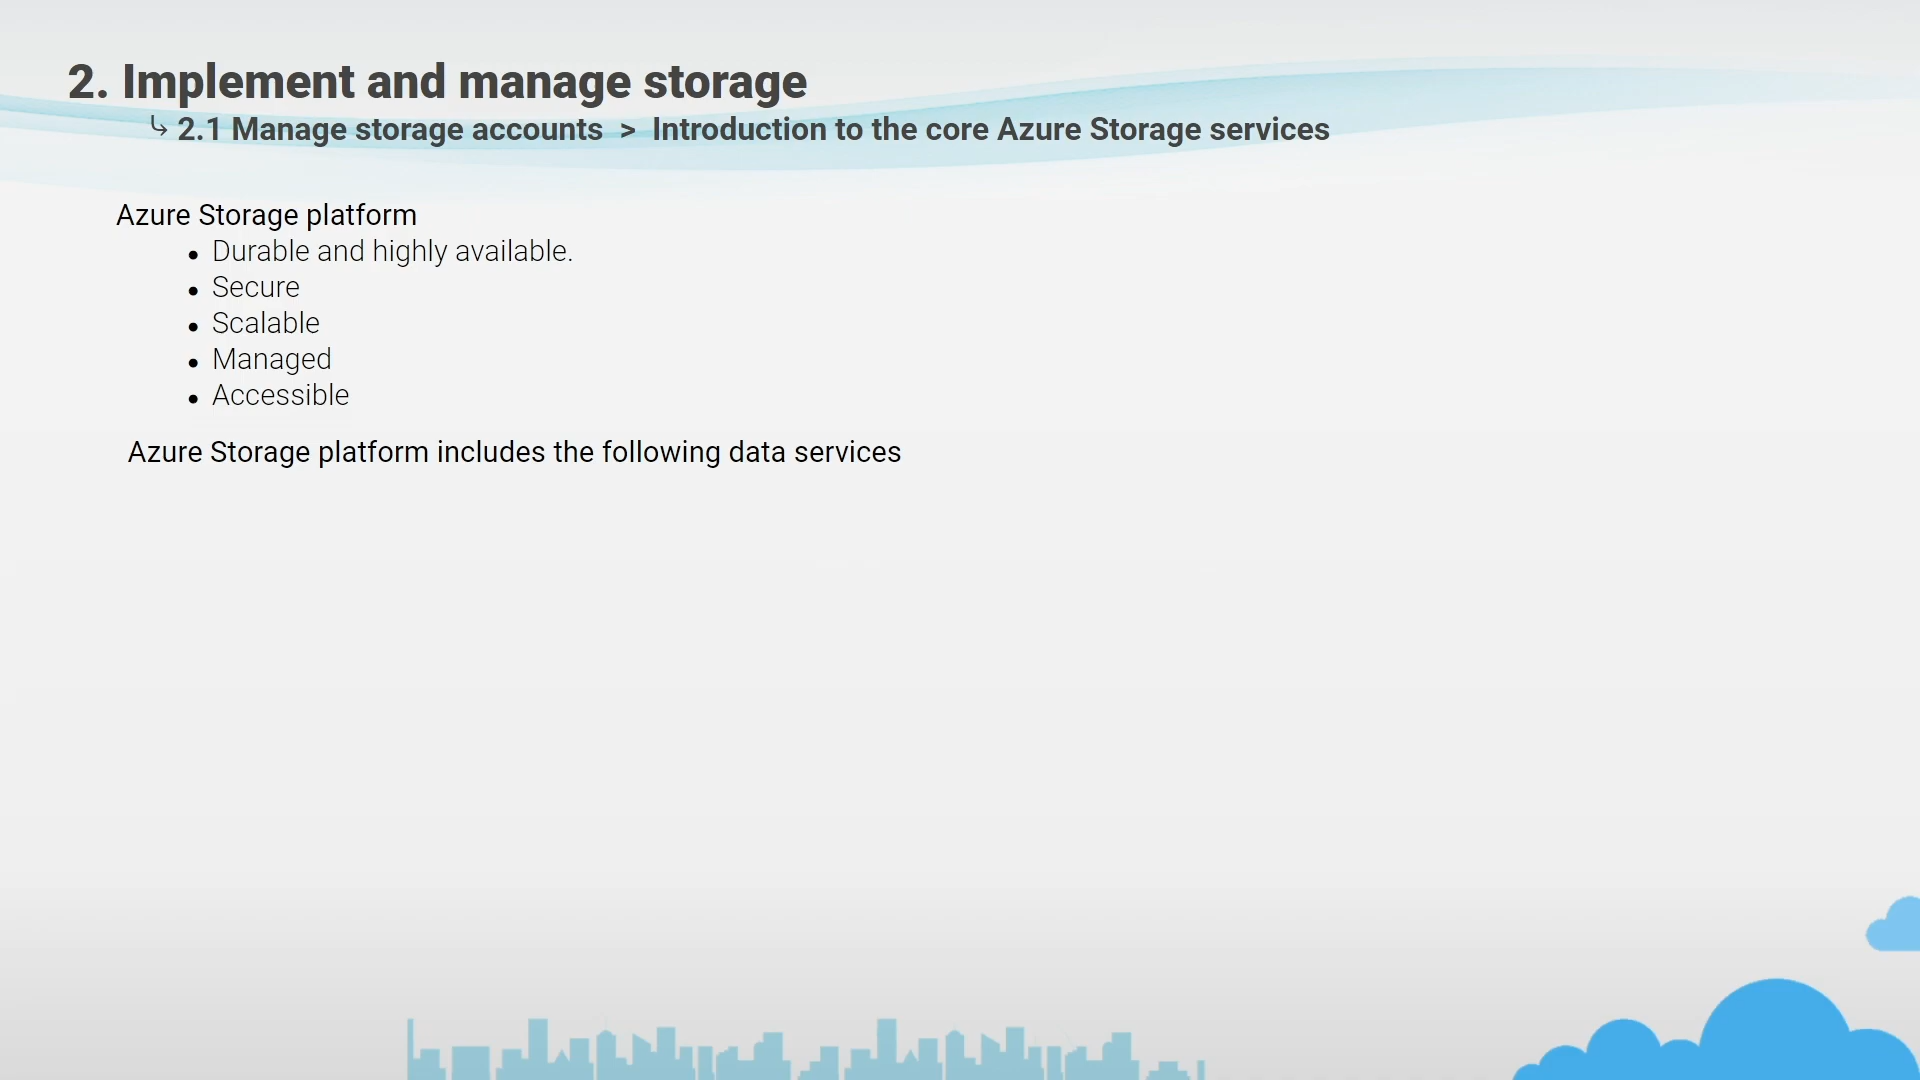 2. Implement and manage storage
2.1 Manage storage accounts > Introduction to the core Azure Storage services
Azure Storage platform
• Durable and highly available.
• Secure
• Scalable
• Managed
• Accessible
Azure Storage platform includes the following data services